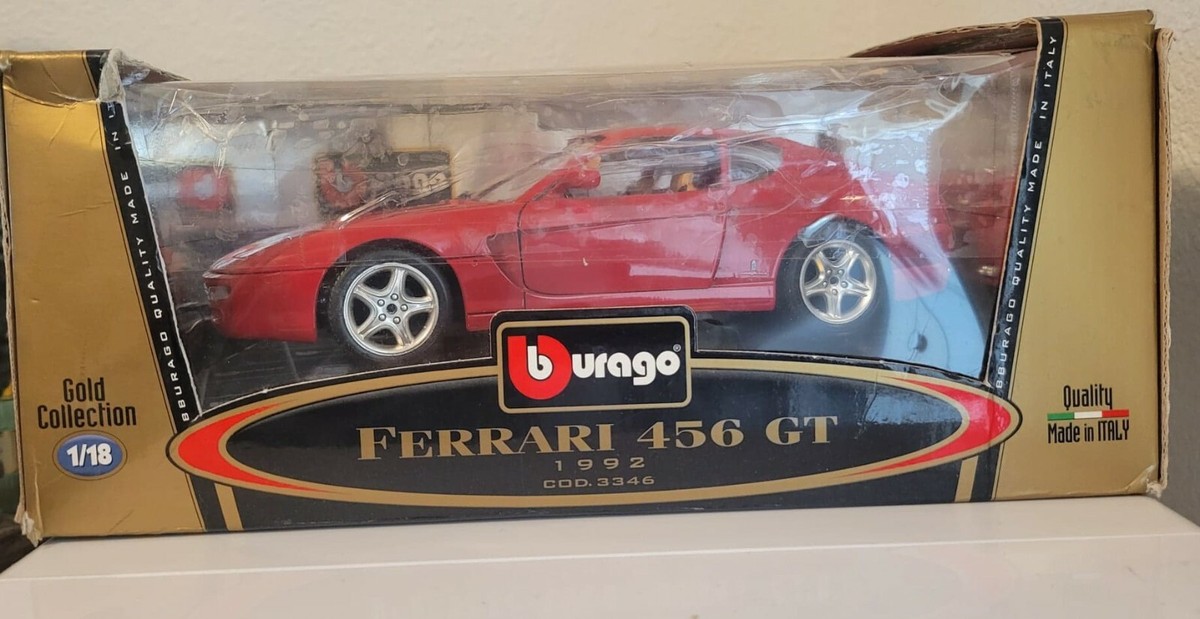 BBURAGO QUALITY MADE IN
BBURAGO QUALITY MADE IN ITALY
Gold
Collection
1/18
burago®
FERRARI 456 GT
1992
COD. 3346
Quality
Made in ITALY